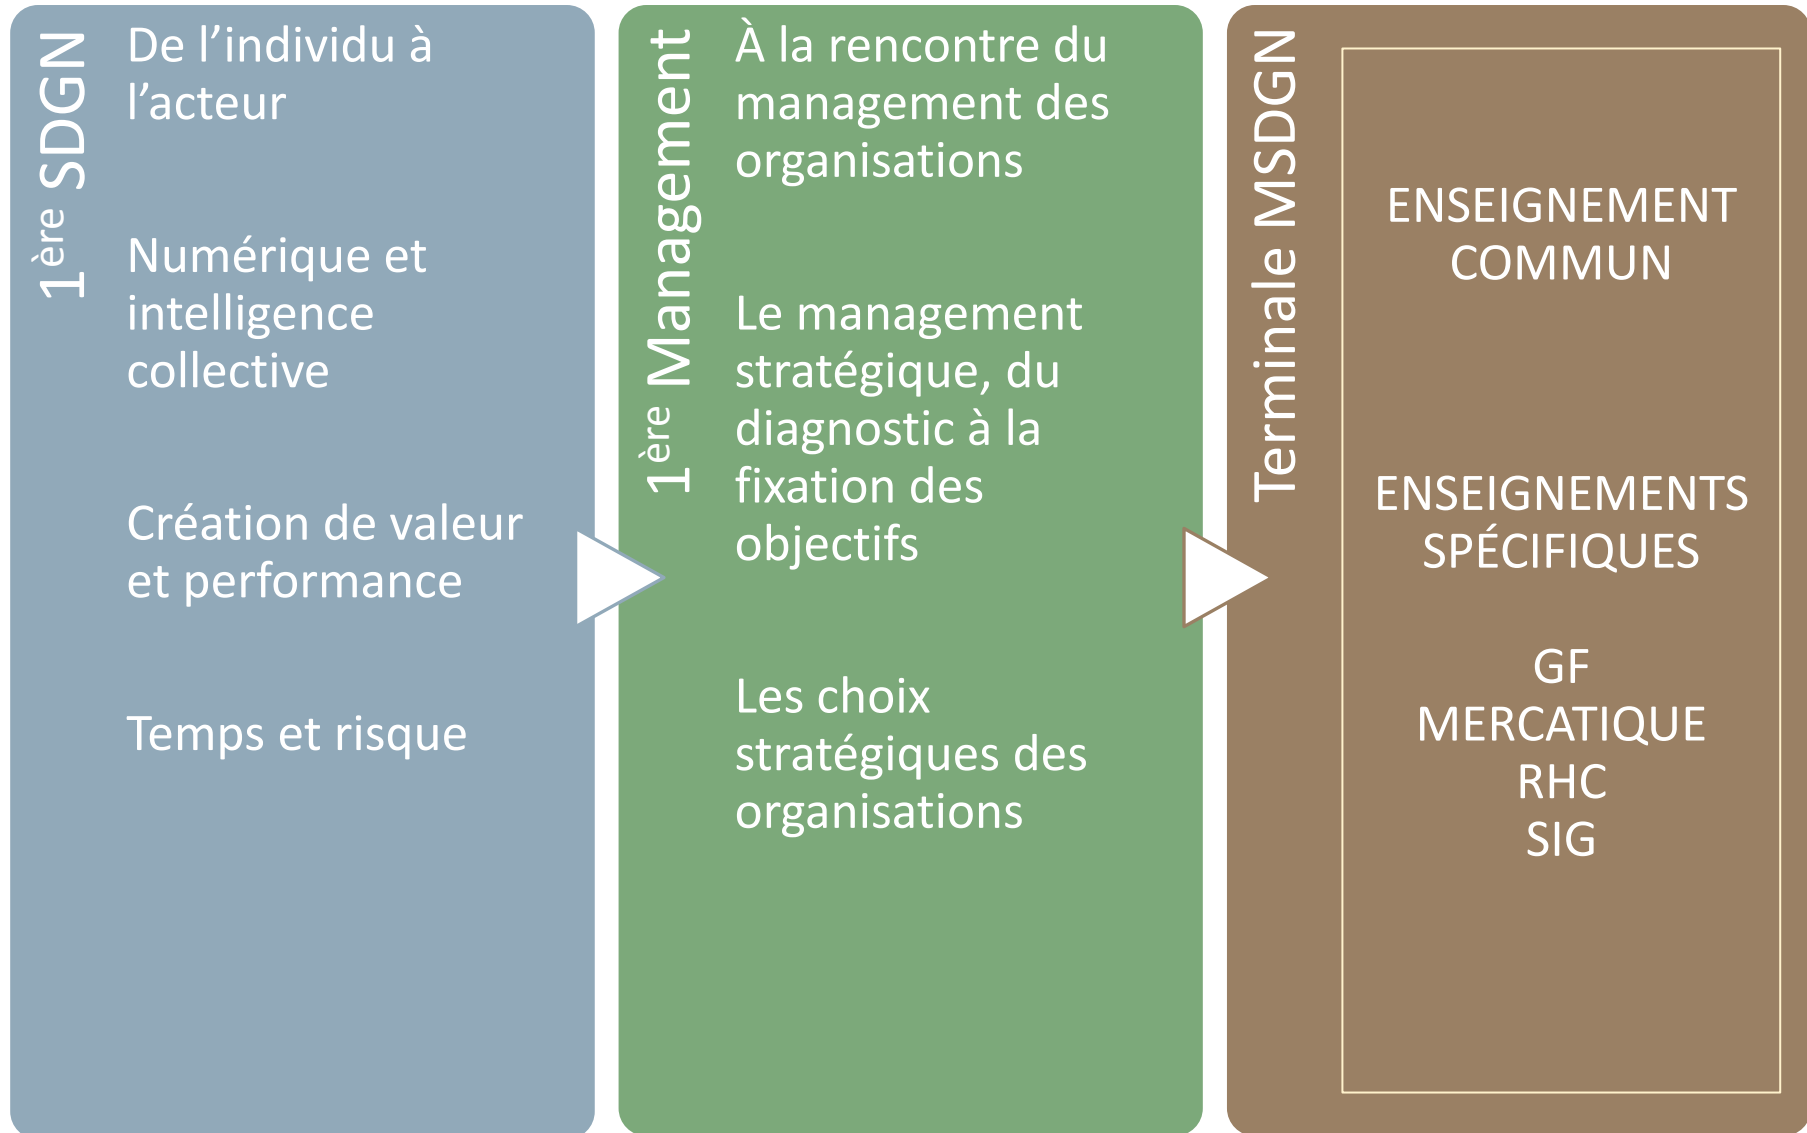 1ère SDGN
De l’individu à
l’acteur
Numérique et
intelligence
collective
Création de valeur
et performance
Temps et risque
1ère Management
À la rencontre du
management des
organisations
Le management
stratégique, du
diagnostic à la
fixation des
objectifs
Les choix
stratégiques des
organisations
Terminale MSDGN
ENSEIGNEMENT
COMMUN
ENSEIGNEMENTS
SPÉCIFIQUES
GF
MERCATIQUE
RHC
SIG